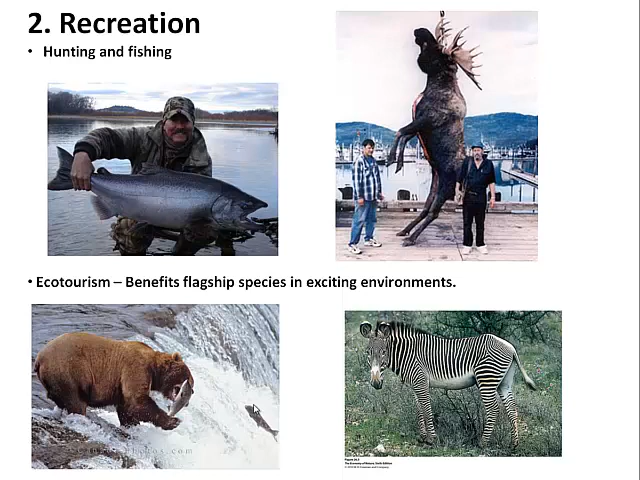 2. Recreation
• Hunting and fishing
• Ecotourism – Benefits flagship species in exciting environments.